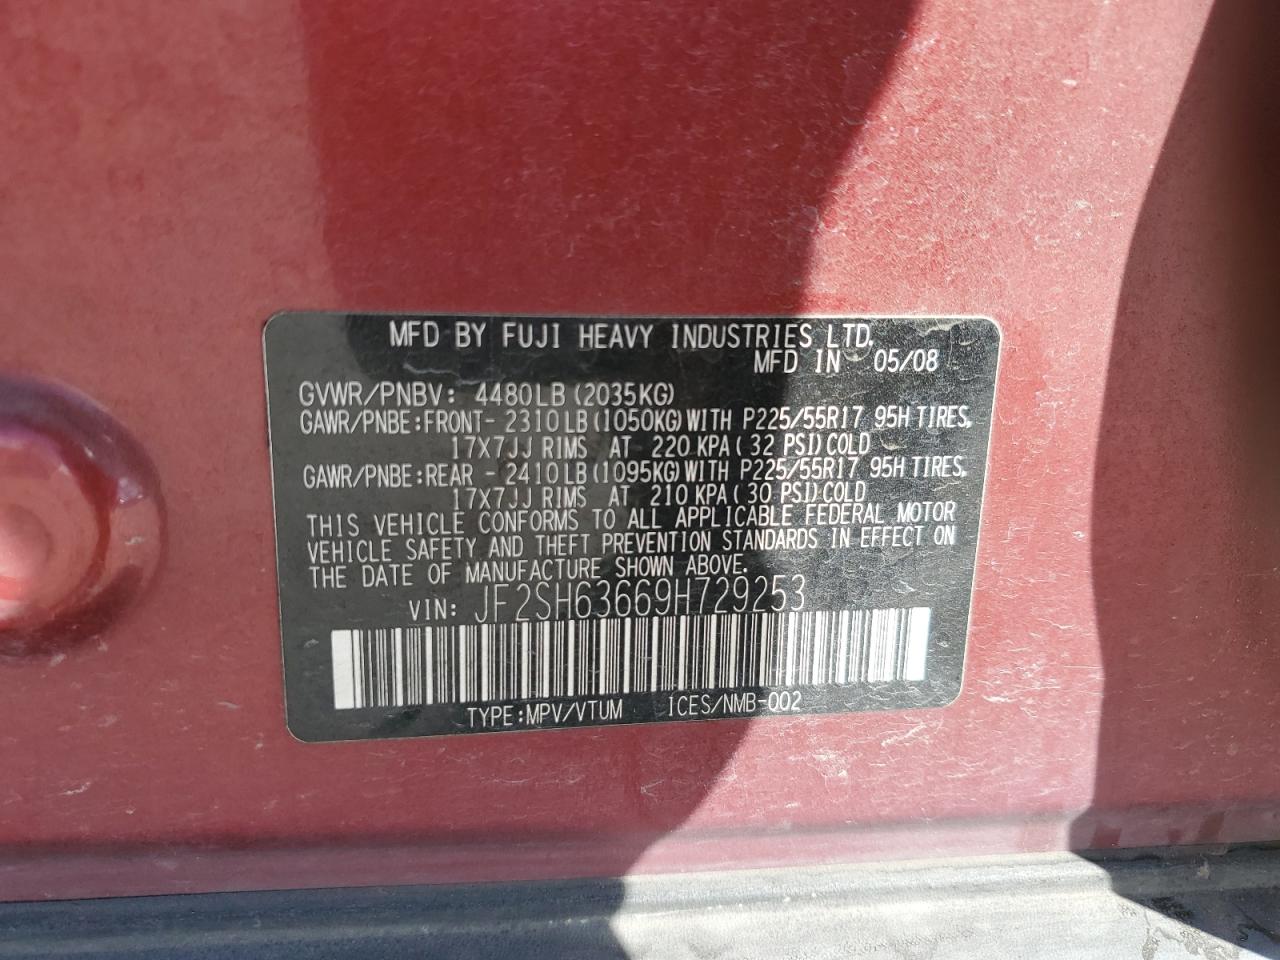 MFD BY FUJI HEAVY INDUSTRIES LTD.
MFD IN 05/08
GVWR/PNBV: 4480LB (2035KG)
GAWR/PNBE:FRONT- 2310LB (1050KG) WITH P225/55R17 95H TIRES,
17X7JJ RIMS AT 220 KPA ( 32 PSI) COLD
GAWR/PNBE:REAR - 2410LB (1095KG) WITH P225/55R17 95H TIRES,
17X7JJ RIMS AT 210 KPA ( 30 PSI) COLD
THIS VEHICLE CONFORMS TO ALL APPLICABLE FEDERAL MOTOR
VEHICLE SAFETY AND THEFT PREVENTION STANDARDS IN EFFECT ON
THE DATE OF MANUFACTURE SHOWN ABOVE.
VIN: JF2SH63669H729253
TYPE:MPV/VTUM ICES/NMB-002